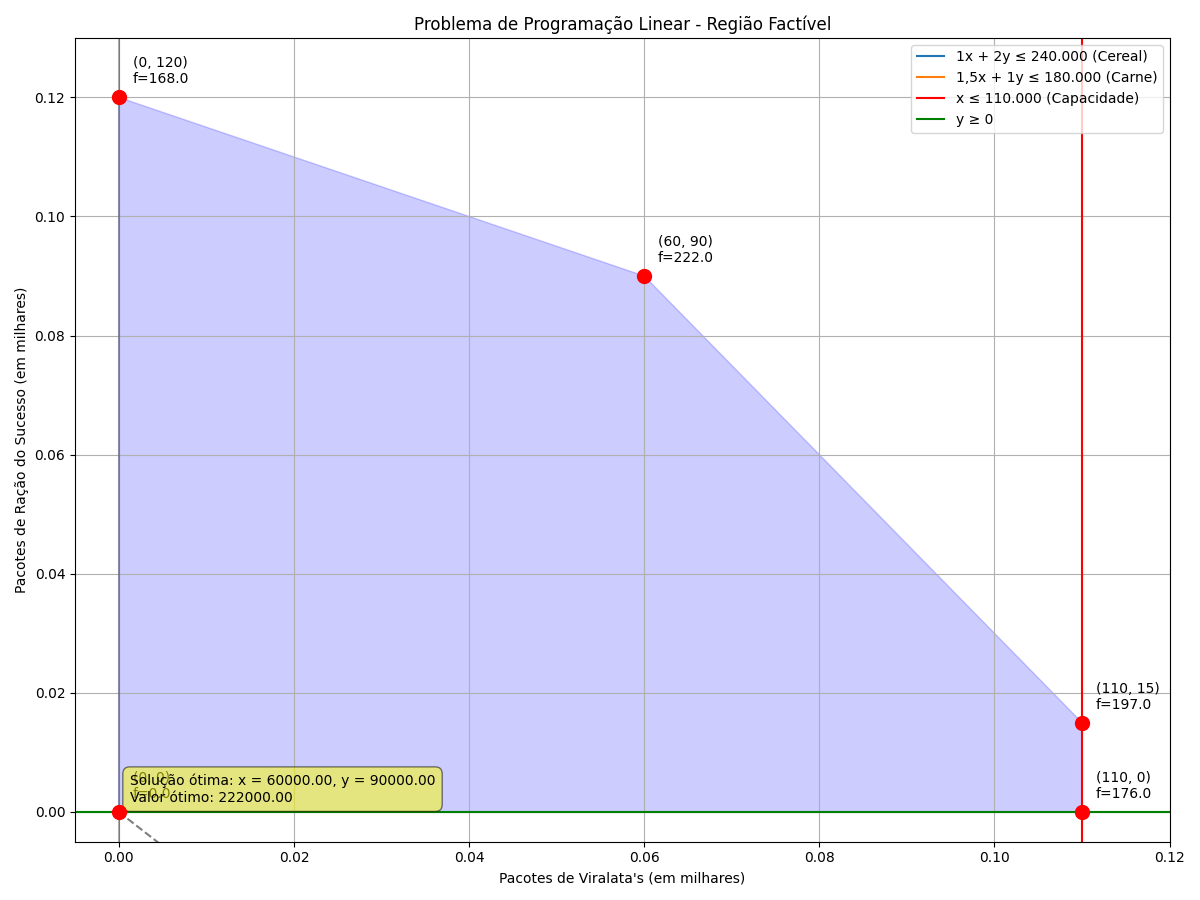 Problema de Programação Linear - Região Factível
1x + 2y ≤ 240.000 (Cereal)
1,5x + 1y ≤ 180.000 (Carne)
x ≤ 110.000 (Capacidade)
y ≥ 0
(0, 120)
f=168.0
(60, 90)
f=222.0
(110, 15)
f=197.0
(110, 0)
f=176.0
(0, 0)
f=0.0
Solução ótima: x = 60000.00, y = 90000.00
Valor ótimo: 222000.00
0.12
0.10
0.08
0.06
0.04
0.02
0.00
Pacotes de Ração do Sucesso (em milhares)
0.00
0.02
0.04
0.06
0.08
0.10
0.12
Pacotes de Viralata's (em milhares)